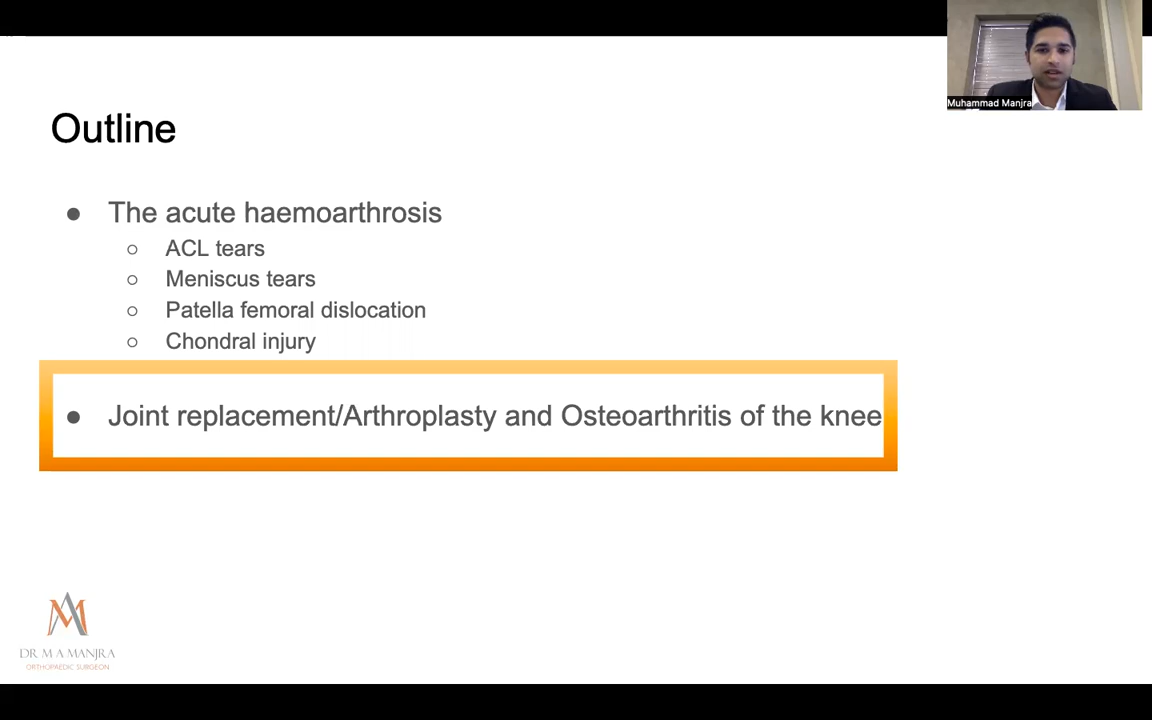 Muhammad Manjra
Outline
● The acute haemoarthrosis
○ ACL tears
○ Meniscus tears
○ Patella femoral dislocation
○ Chondral injury
● Joint replacement/Arthroplasty and Osteoarthritis of the knee
DR M A MANJRA
ORTHOPAEDIC SURGEON